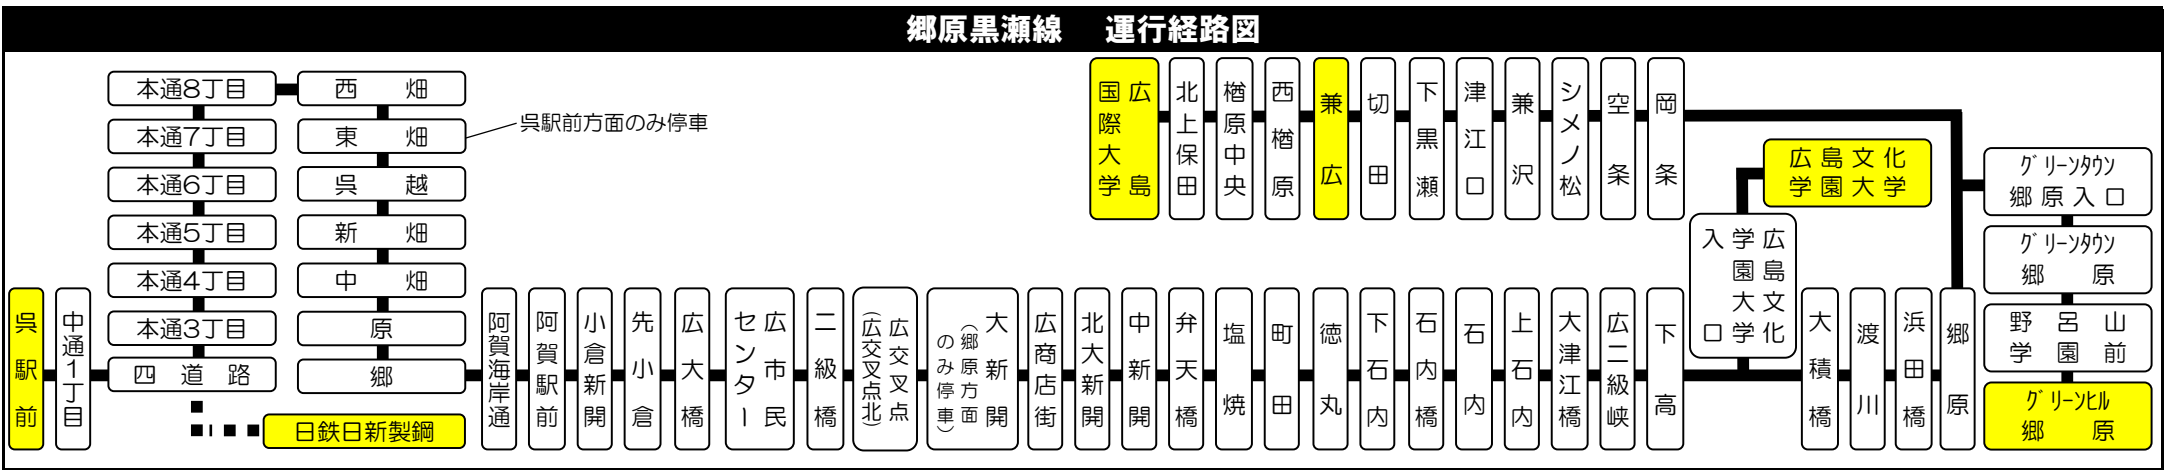 郷原黒瀬線　運行経路図
呉駅前
中通1丁目
四道路
本通3丁目
本通4丁目
本通5丁目
本通6丁目
本通7丁目
本通8丁目
西畑
東畑
呉駅前方面のみ停車
呉越
新畑
中畑
原
郷
日鉄日新製鋼
阿賀海岸通
阿賀駅前
小倉新開
先小倉
広大橋
広市民
センター
二級橋
広交叉点
(広交叉点北)
大新開
(郷原方面
のみ停車)
広商店街
北大新開
中新開
弁天橋
塩焼
町田
徳丸
下石内
石内橋
石内
上石内
大津江橋
広二級峡
下高
広島文化
学園大学
入口
広島文化
学園大学
大積橋
渡川
浜田橋
郷原
広島
国際大学
北上保田
楢原中央
西楢原
兼広
切田
下黒瀬
津江口
兼沢
シメノ松
空条
岡条
グリーンタウン
郷原入口
グリーンタウン
郷原
野呂山
学園前
グリーンヒル
郷原